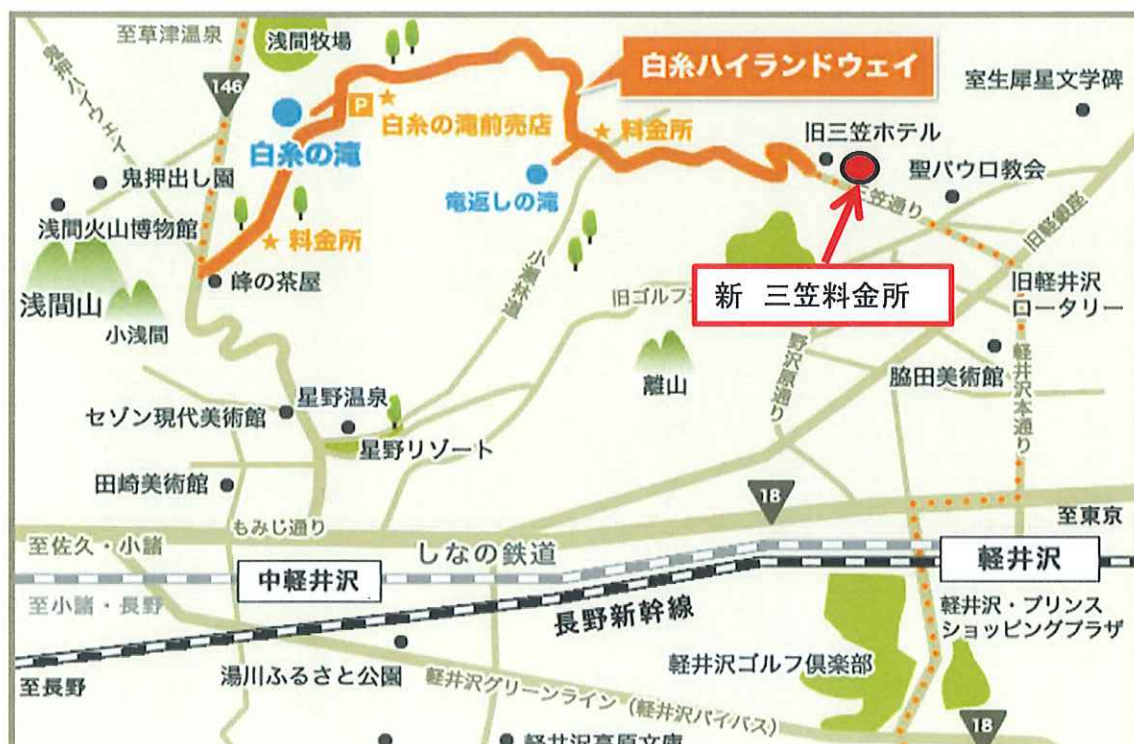 至草津温泉
浅間牧場
鬼押ハイウェイ
146
白糸ハイランドウェイ
室生犀星文学碑
P
白糸の滝前売店
料金所
旧三笠ホテル
白糸の滝
鬼押出し園
竜返しの滝
聖パウロ教会
三笠通り
旧軽観座
浅間火山博物館
料金所
小瀬林道
峰の茶屋
旧ゴルフ
新 三笠料金所
旧軽井沢
ロータリー
浅間山
小浅間
離山
野沢原通り
脇田美術館
軽井沢本通り
セゾン現代美術館
星野温泉
星野リゾート
田崎美術館
18
もみじ通り
至東京
至佐久・小諸
しなの鉄道
中軽井沢
軽井沢
至小諸・長野
長野新幹線
軽井沢・プリンス
ショッピングプラザ
至長野
湯川ふるさと公園
軽井沢ゴルフ倶楽部
軽井沢グリーンライン（軽井沢バイパス）
18
軽井沢高原文庫